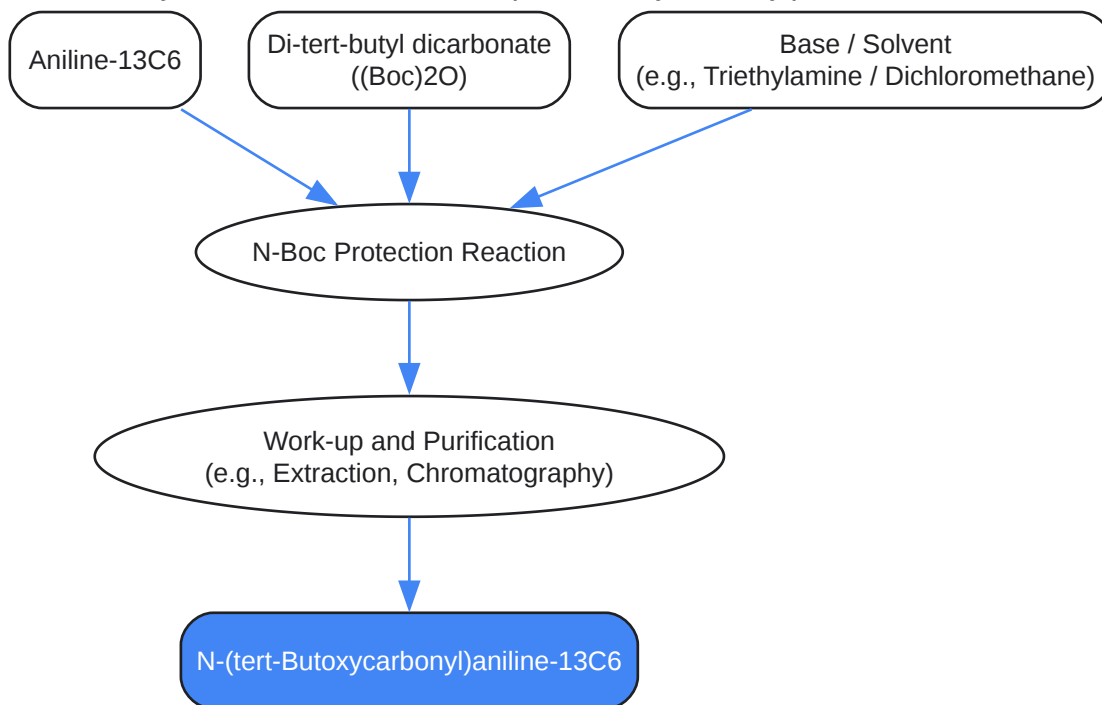 Aniline-13C6
Di-tert-butyl dicarbonate
((Boc)2O)
Base / Solvent
(e.g., Triethylamine / Dichloromethane)
N-Boc Protection Reaction
Work-up and Purification
(e.g., Extraction, Chromatography)
N-(tert-Butoxycarbonyl)aniline-13C6